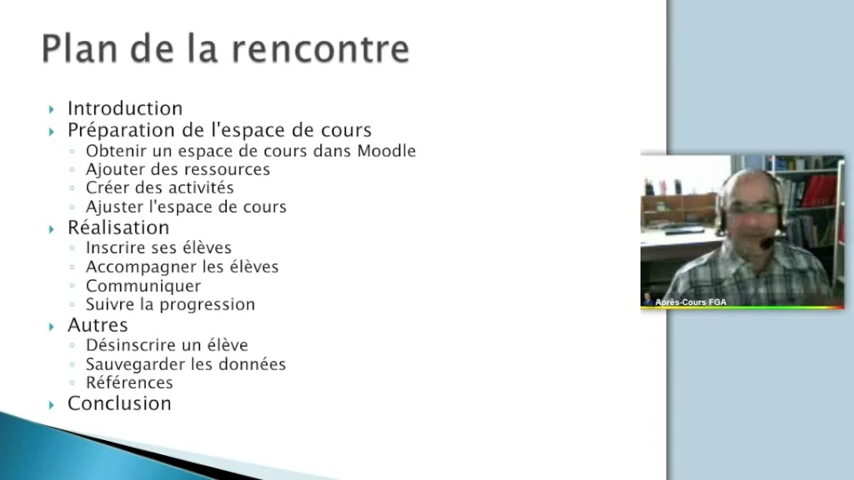 Plan de la rencontre
Introduction
Préparation de l'espace de cours
Obtenir un espace de cours dans Moodle
Ajouter des ressources
Créer des activités
Ajuster l'espace de cours
Réalisation
Inscrire ses élèves
Accompagner les élèves
Communiquer
Suivre la progression
Autres
Désinscrire un élève
Sauvegarder les données
Références
Conclusion
Après-Cours FGA